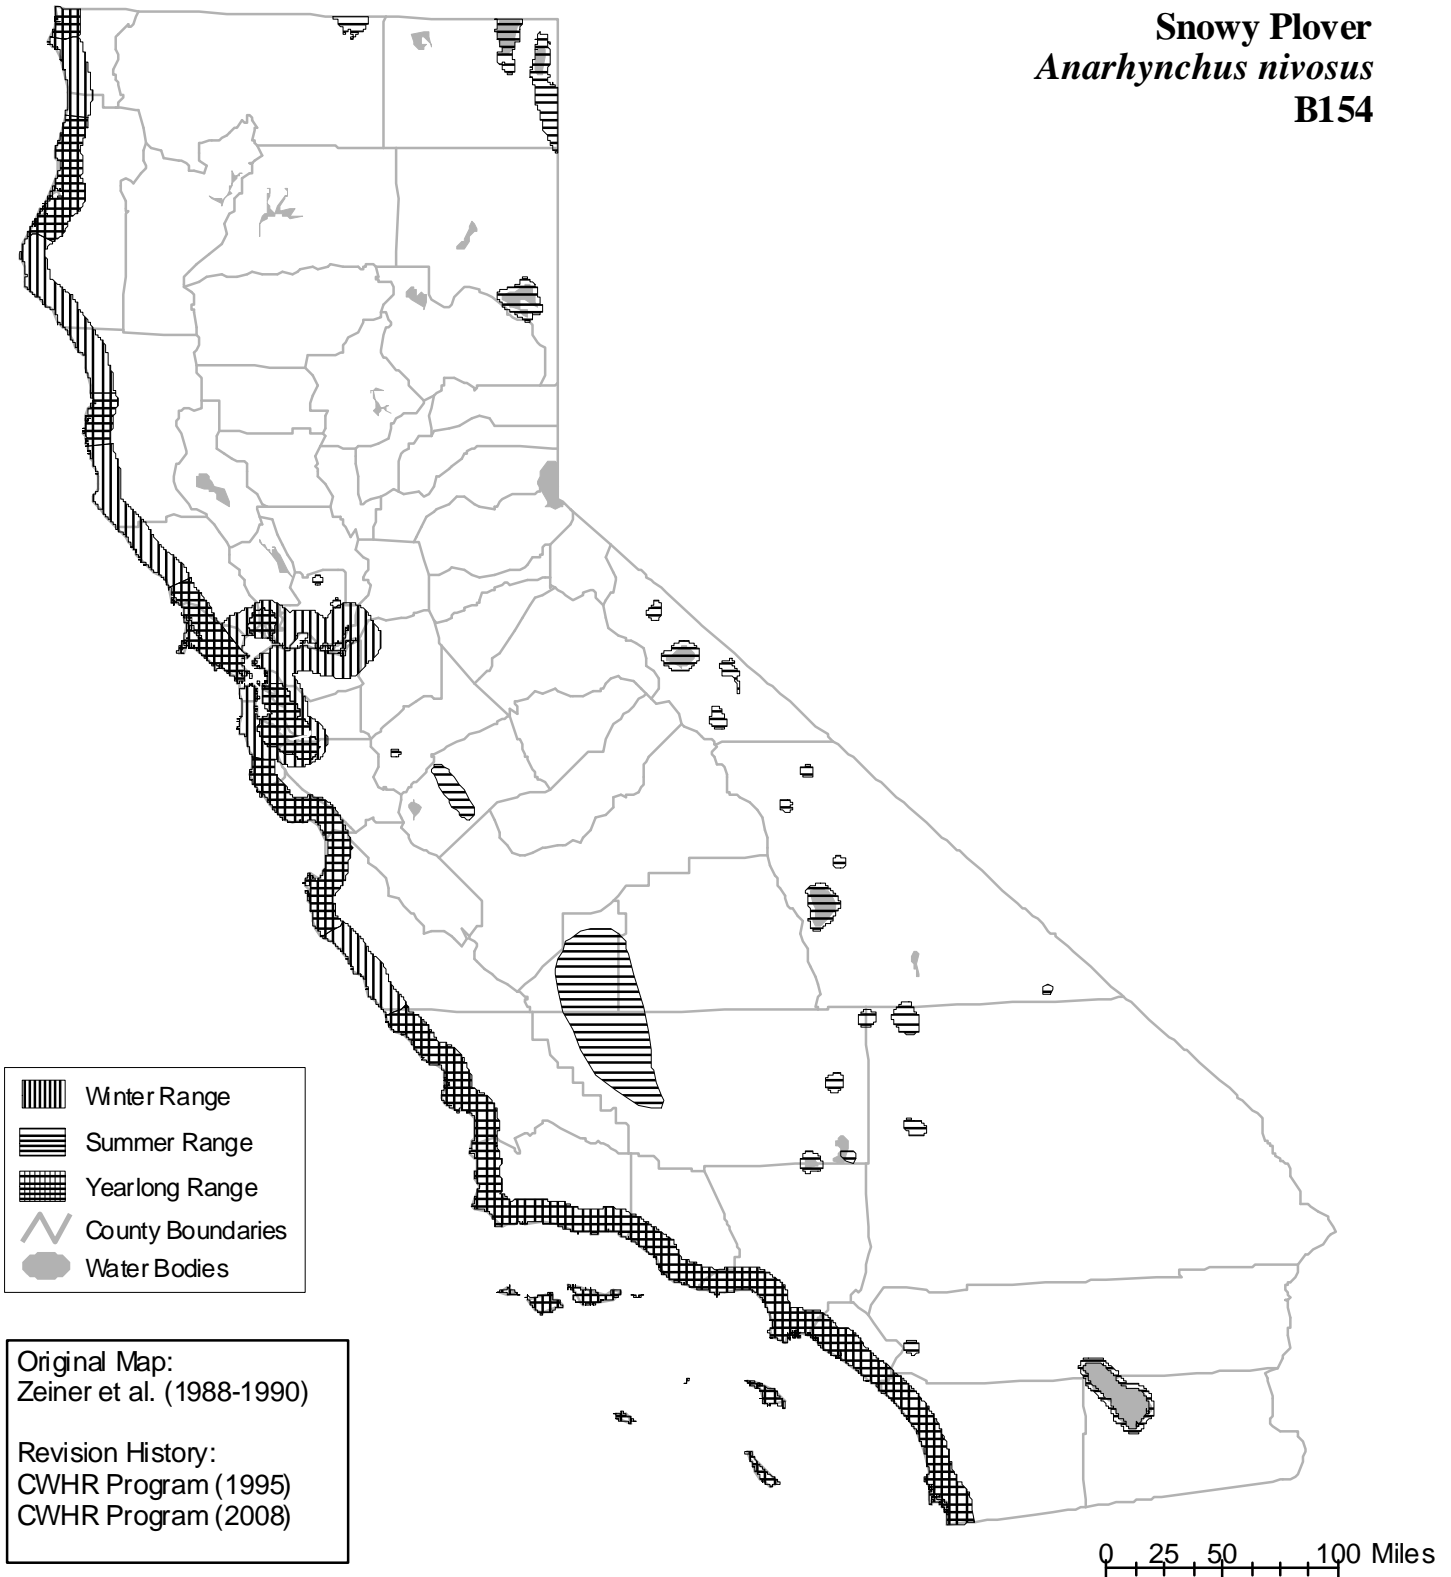 Snowy Plover
Anarhynchus nivosus
B154
Winter Range
Summer Range
Yearlong Range
County Boundaries
Water Bodies
Original Map:
Zeiner et al. (1988-1990)
Revision History:
CWHR Program (1995)
CWHR Program (2008)
0 25 50 100 Miles